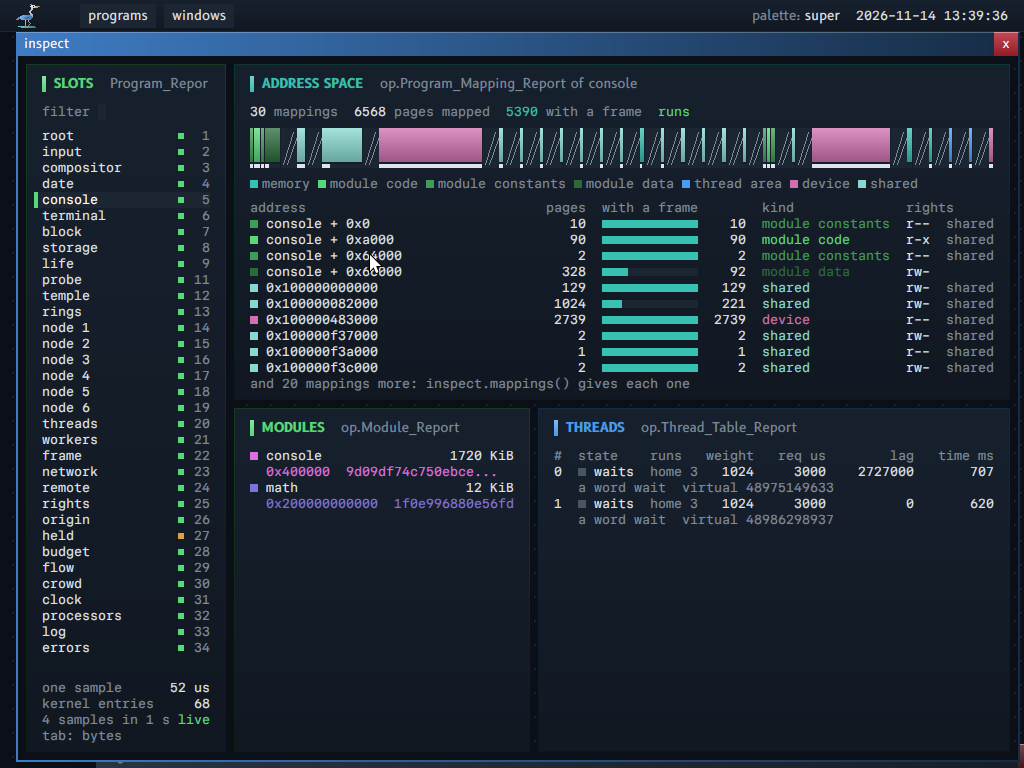 programs windows palette: super 2026-11-14 13:39:36
inspect x
SLOTS Program_Repor
filter
root 1
input 2
compositor 3
date 4
console 5
terminal 6
block 7
storage 8
life 9
probe 11
temple 12
rings 13
node 1 14
node 2 15
node 3 16
node 4 17
node 5 18
node 6 19
threads 20
workers 21
frame 22
network 23
remote 24
rights 25
origin 26
held 27
budget 28
flow 29
crowd 30
clock 31
processors 32
log 33
errors 34
one sample 52 us
kernel entries 68
4 samples in 1 s live
tab: bytes
ADDRESS SPACE op.Program_Mapping_Report of console
30 mappings 6568 pages mapped 5390 with a frame runs
memory module code module constants module data thread area device shared
address pages with a frame kind rights
console + 0x0 10 10 module constants r-- shared
console + 0xa000 90 90 module code r-x shared
console + 0x64000 2 2 module constants r-- shared
console + 0x66000 328 92 module data rw-
0x100000000000 129 129 shared rw- shared
0x100000082000 1024 221 shared rw- shared
0x100000483000 2739 2739 device r-- shared
0x100000f37000 2 2 shared rw- shared
0x100000f3a000 1 1 shared rw- shared
0x100000f3c000 2 2 shared rw- shared
and 20 mappings more: inspect.mappings() gives each one
MODULES op.Module_Report
console 1720 KiB
0x400000 9d09df74c750ebce...
math 12 KiB
0x200000000000 1f0e996880e56fd
THREADS op.Thread_Table_Report
# state runs weight req us lag time ms
0 waits home 3 1024 3000 2727000 707
a word wait virtual 48975149633
1 waits home 3 1024 3000 0 620
a word wait virtual 48986298937